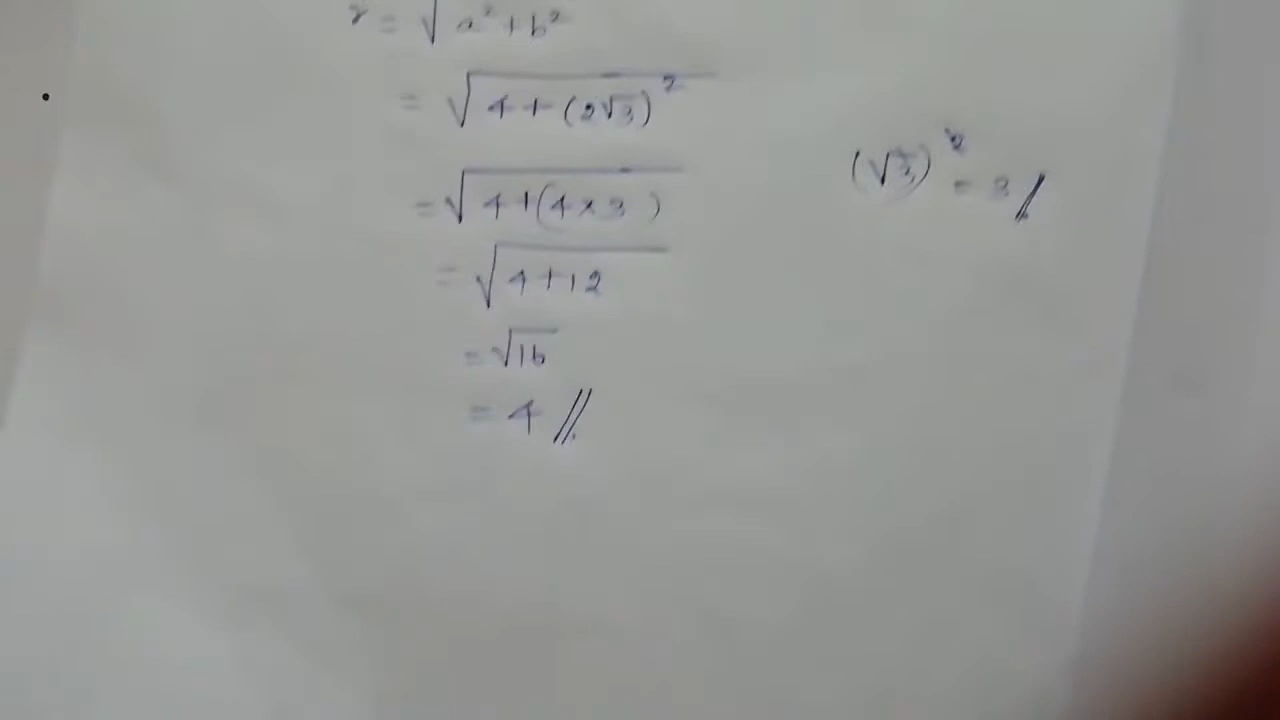 r = √a² + b²
= √4 + (2√3)²
= √4 + (4 × 3)
= √4 + 12
= √16
= 4 //
(√3)² = 3 //